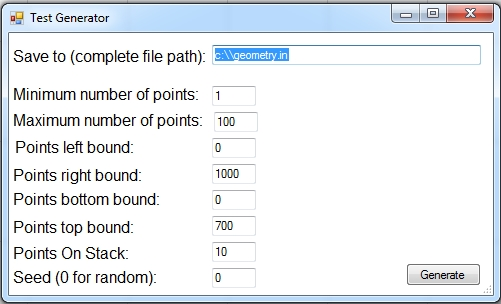 Test Generator
Save to (complete file path): c:\\geometry.in
Minimum number of points: 1
Maximum number of points: 100
Points left bound: 0
Points right bound: 1000
Points bottom bound: 0
Points top bound: 700
Points On Stack: 10
Seed (0 for random): 0
Generate